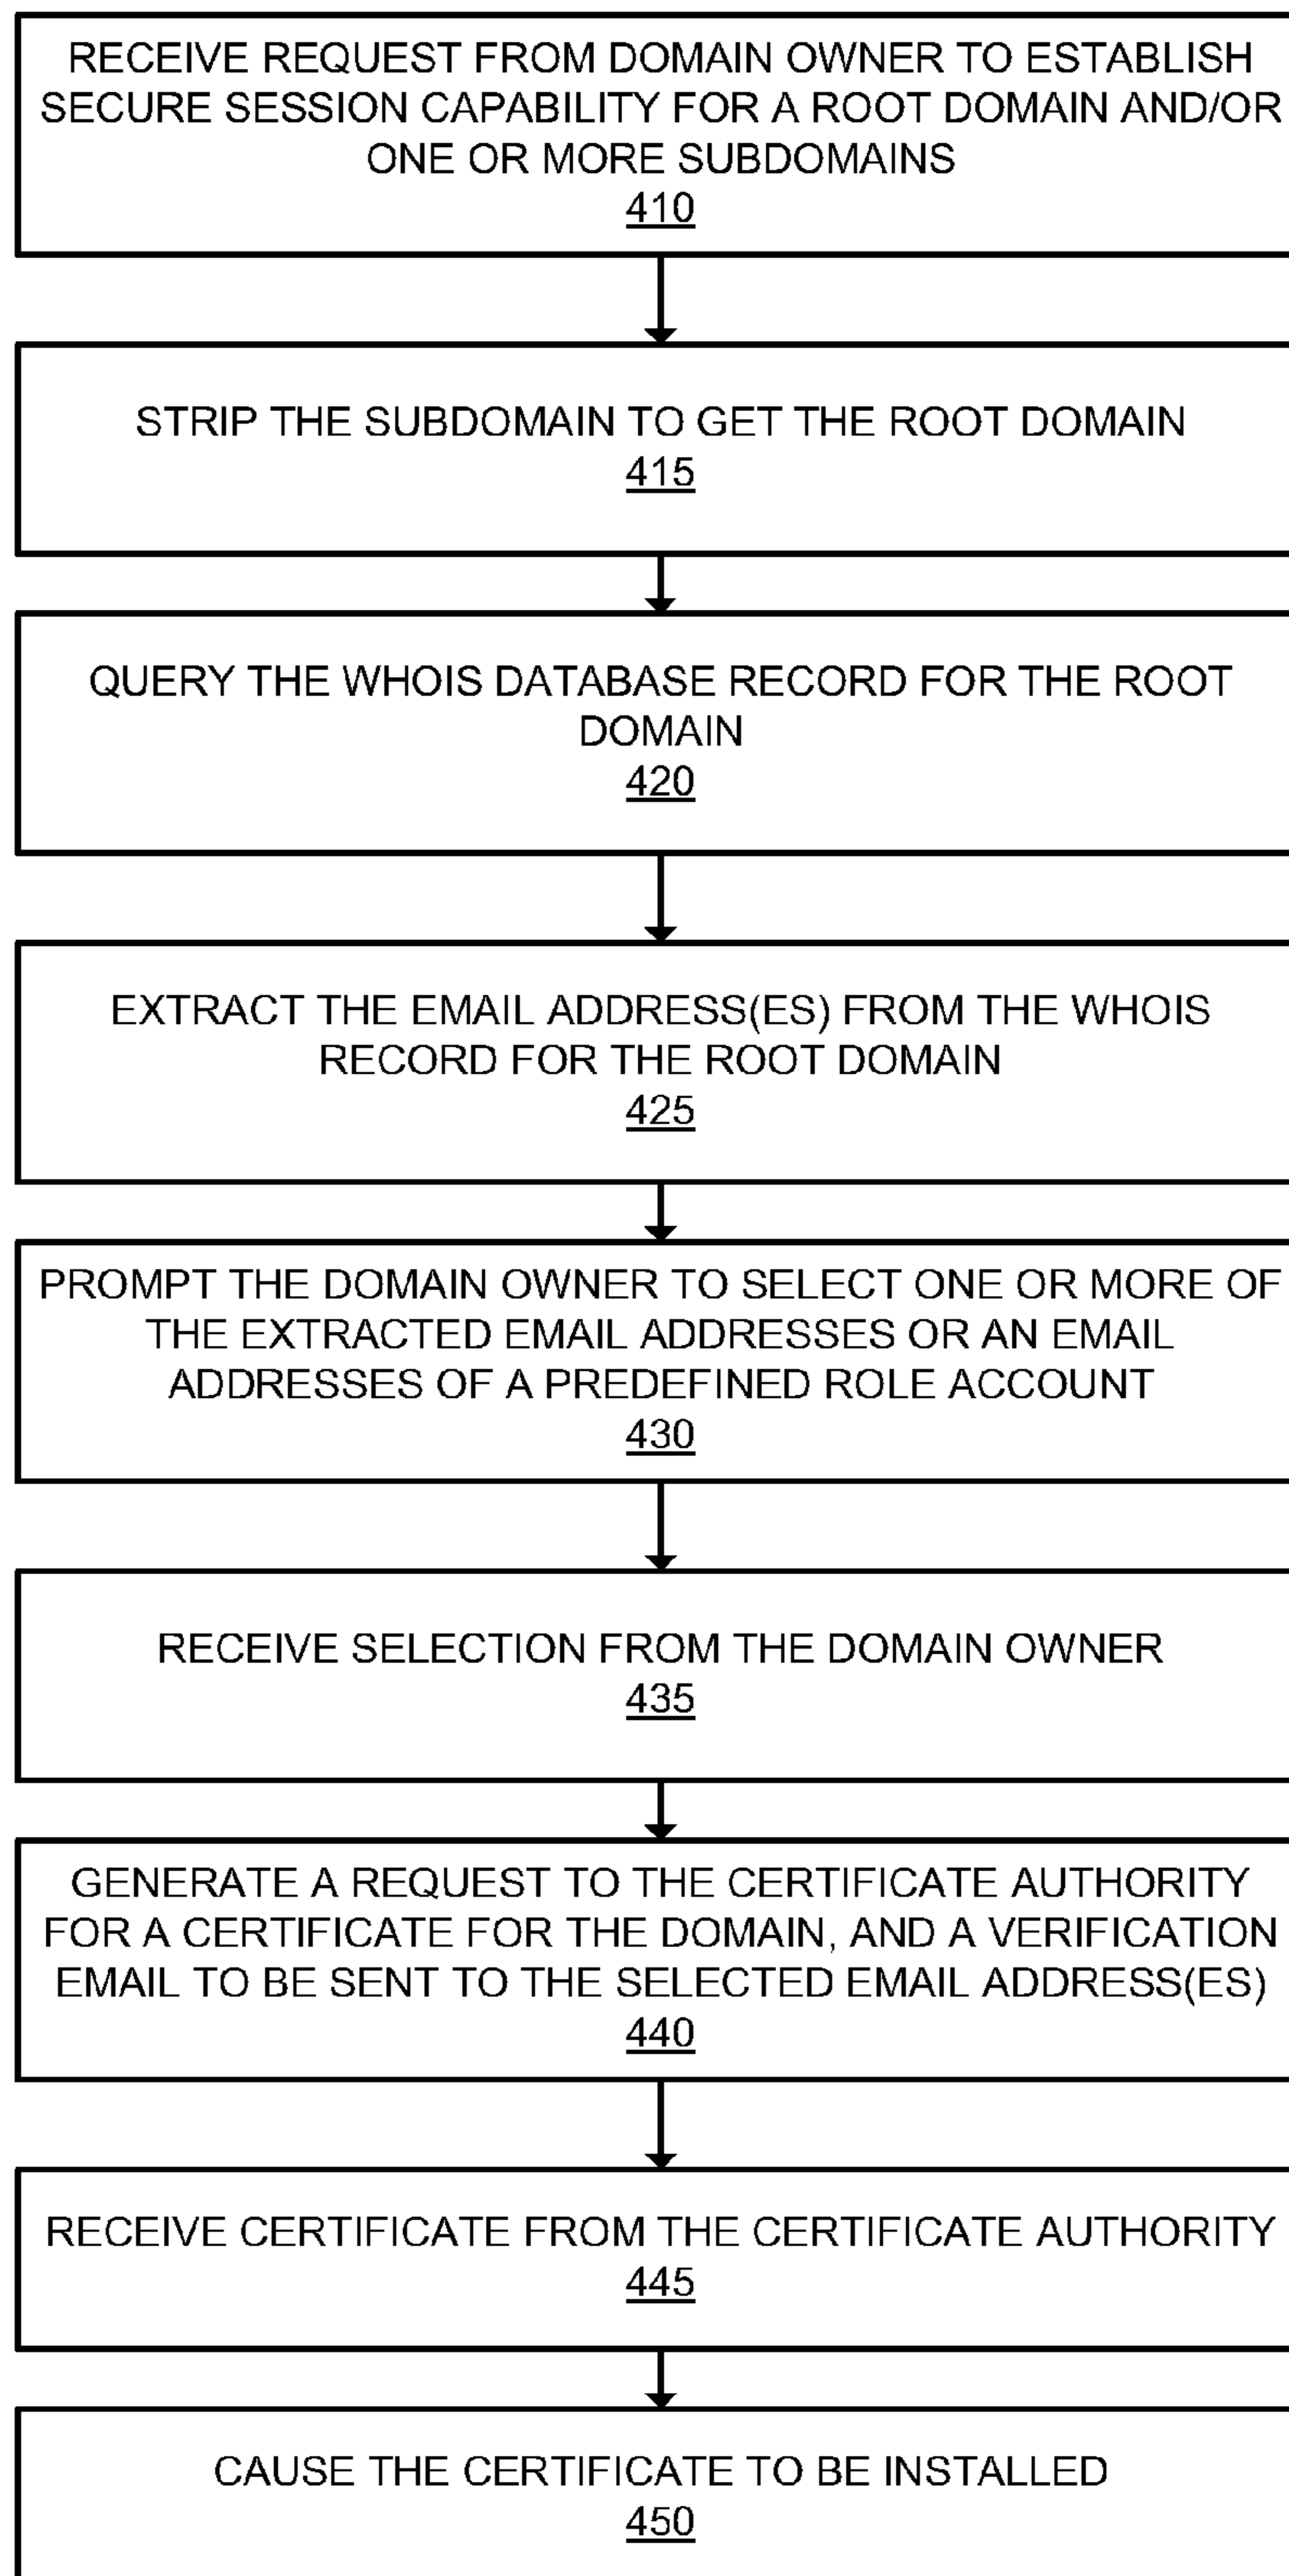 RECEIVE REQUEST FROM DOMAIN OWNER TO ESTABLISH
SECURE SESSION CAPABILITY FOR A ROOT DOMAIN AND/OR
ONE OR MORE SUBDOMAINS
410
STRIP THE SUBDOMAIN TO GET THE ROOT DOMAIN
415
QUERY THE WHOIS DATABASE RECORD FOR THE ROOT
DOMAIN
420
EXTRACT THE EMAIL ADDRESS(ES) FROM THE WHOIS
RECORD FOR THE ROOT DOMAIN
425
PROMPT THE DOMAIN OWNER TO SELECT ONE OR MORE OF
THE EXTRACTED EMAIL ADDRESSES OR AN EMAIL
ADDRESSES OF A PREDEFINED ROLE ACCOUNT
430
RECEIVE SELECTION FROM THE DOMAIN OWNER
435
GENERATE A REQUEST TO THE CERTIFICATE AUTHORITY
FOR A CERTIFICATE FOR THE DOMAIN, AND A VERIFICATION
EMAIL TO BE SENT TO THE SELECTED EMAIL ADDRESS(ES)
440
RECEIVE CERTIFICATE FROM THE CERTIFICATE AUTHORITY
445
CAUSE THE CERTIFICATE TO BE INSTALLED
450